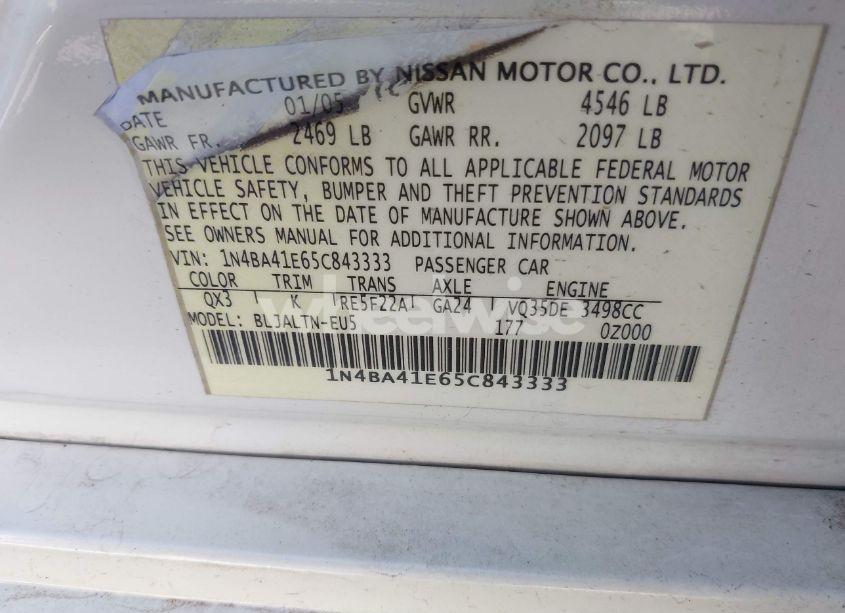 MANUFACTURED BY NISSAN MOTOR CO., LTD.
DATE 01/05 GVWR 4546 LB
GAWR FR. 2469 LB GAWR RR. 2097 LB
THIS VEHICLE CONFORMS TO ALL APPLICABLE FEDERAL MOTOR
VEHICLE SAFETY, BUMPER AND THEFT PREVENTION STANDARDS
IN EFFECT ON THE DATE OF MANUFACTURE SHOWN ABOVE.
SEE OWNERS MANUAL FOR ADDITIONAL INFORMATION.
VIN: 1N4BA41E65C843333 PASSENGER CAR
COLOR TRIM TRANS AXLE ENGINE
QX3 K RE5F22A GA24 VQ35DE 3498CC
wheelwise
MODEL: BLJALTN-EU5 177 0Z000
1N4BA41E65C843333